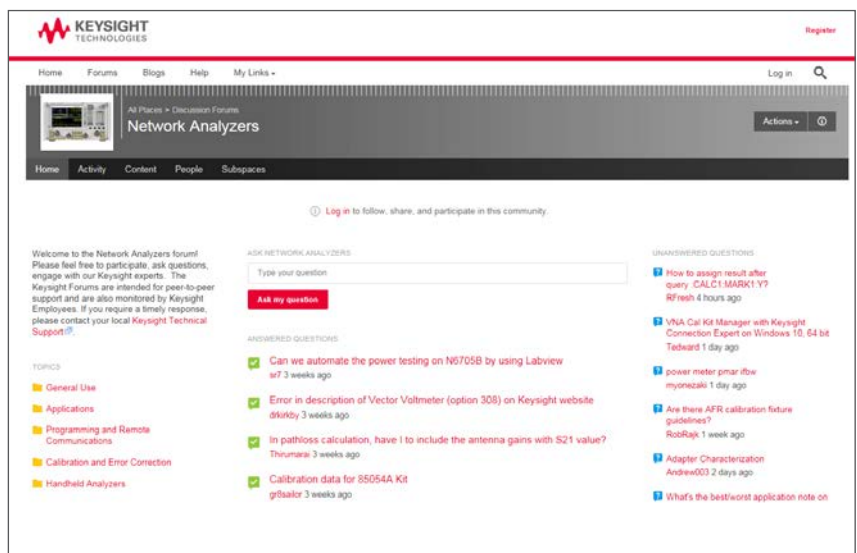 KEYSIGHT
TECHNOLOGIES
Register
Home Forums Blogs Help My Links
Log in
All Places > Discussion Forums
Network Analyzers
Actions
Home Activity Content People Subspaces
Log in to follow, share, and participate in this community.
Welcome to the Network Analyzers forum!
Please feel free to participate, ask questions,
engage with our Keysight experts. The
Keysight Forums are intended for peer-to-peer
support and are also monitored by Keysight
Employees. If you require a timely response,
please contact your local Keysight Technical
Support.
TOPICS
General Use
Applications
Programming and Remote
Communications
Calibration and Error Correction
Handheld Analyzers
ASK NETWORK ANALYZERS
Type your question
Ask my question
ANSWERED QUESTIONS
Can we automate the power testing on N6705B by using Labview
sr7 3 weeks ago
Error in description of Vector Voltmeter (option 308) on Keysight website
drkirkby 3 weeks ago
In pathloss calculation, have I to include the antenna gains with S21 value?
Thirumarai 3 weeks ago
Calibration data for 85054A Kit
gr8sailor 3 weeks ago
UNANSWERED QUESTIONS
How to assign result after
query :CALC1:MARK1:Y?
RFresh 4 hours ago
VNA Cal Kit Manager with Keysight
Connection Expert on Windows 10, 64 bit
Tedward 1 day ago
power meter pmar ifbw
myonezaki 1 day ago
Are there AFR calibration fixture
guidelines?
RobRajk 1 week ago
Adapter Characterization
Andrew003 2 days ago
What's the best/worst application note on